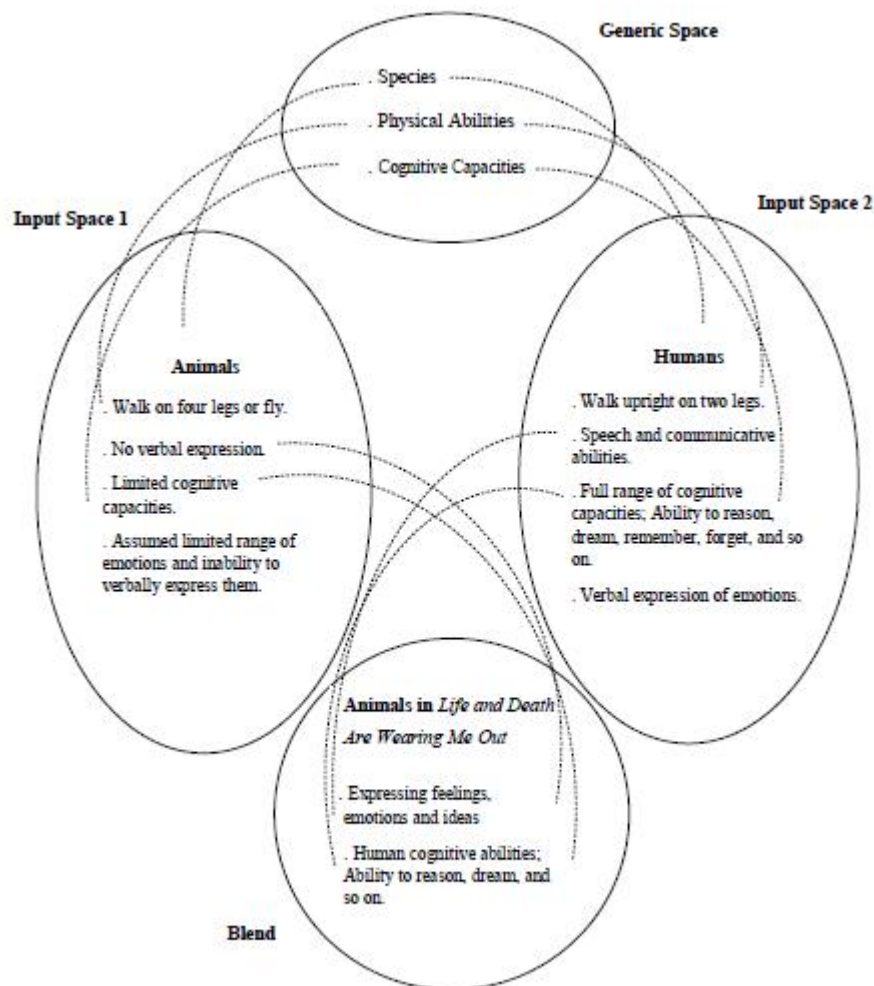 Generic Space
. Species
. Physical Abilities
. Cognitive Capacities
Input Space 1
Input Space 2
Animals
. Walk on four legs or fly.
. No verbal expression.
. Limited cognitive
capacities.
. Assumed limited range of
emotions and inability to
verbally express them.
Humans
. Walk upright on two legs.
. Speech and communicative
abilities.
. Full range of cognitive
capacities; Ability to reason,
dream, remember, forget, and so
on.
. Verbal expression of emotions.
Animals in Life and Death
Are Wearing Me Out
. Expressing feelings,
emotions and ideas
. Human cognitive abilities;
Ability to reason, dream, and
so on.
Blend